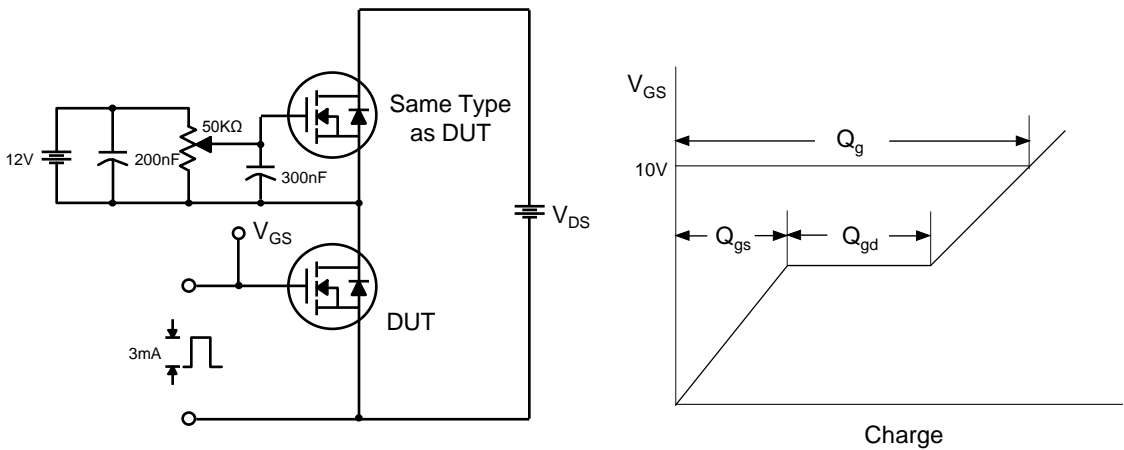 12V
200nF
50KΩ
300nF
Same Type
as DUT
V_GS
DUT
3mA
V_DS
V_GS
10V
Q_g
Q_gs
Q_gd
Charge